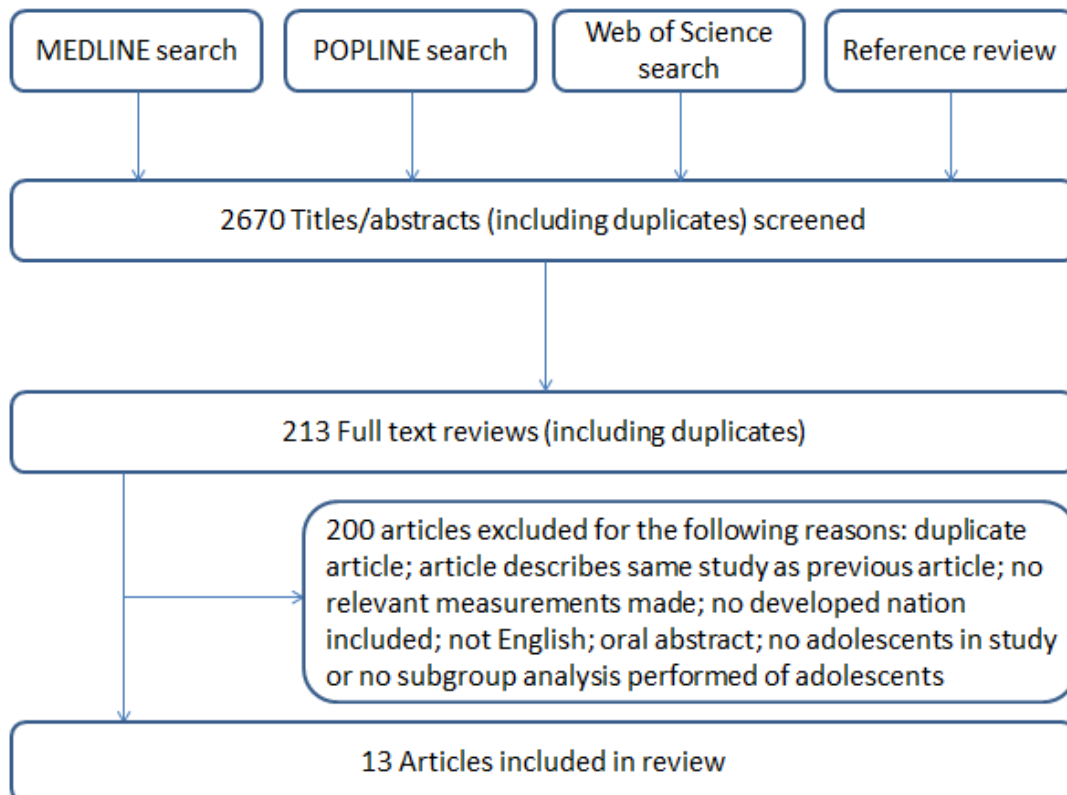 MEDLINE search
POPLINE search
Web of Science
search
Reference review
2670 Titles/abstracts (including duplicates) screened
213 Full text reviews (including duplicates)
200 articles excluded for the following reasons: duplicate
article; article describes same study as previous article; no
relevant measurements made; no developed nation
included; not English; oral abstract; no adolescents in study
or no subgroup analysis performed of adolescents
13 Articles included in review